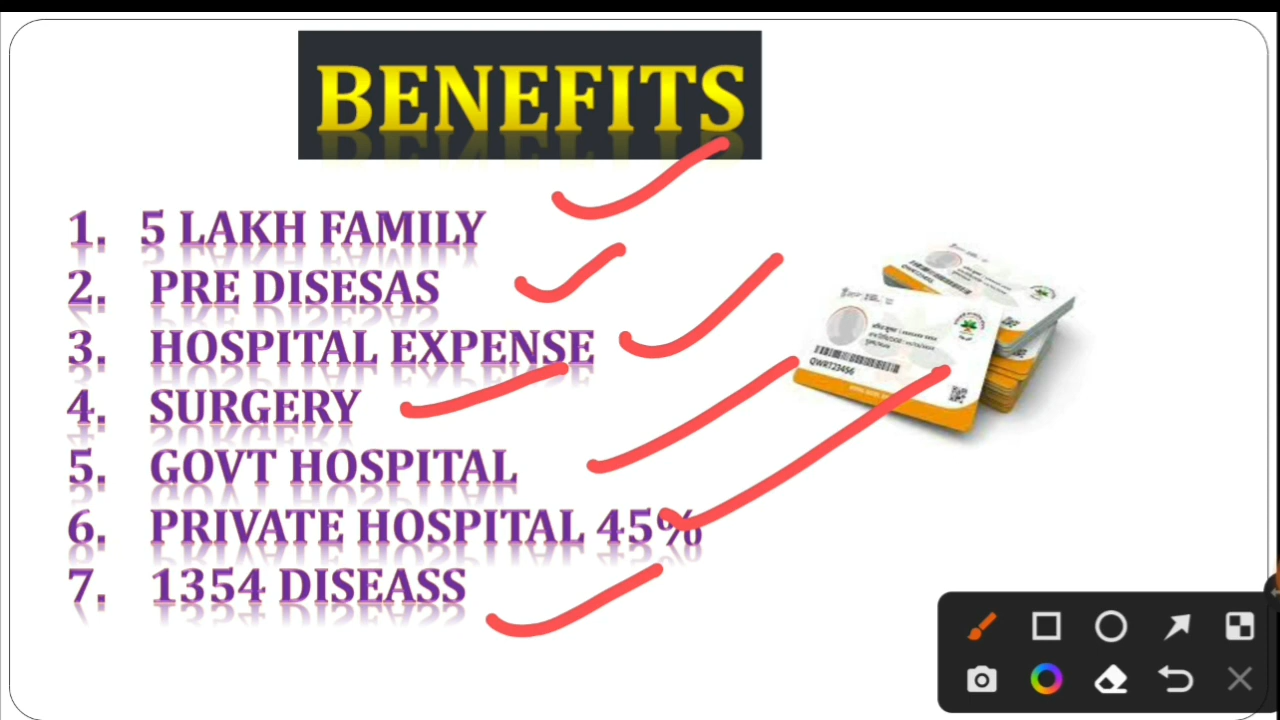 BENEFITS
1. 5 LAKH FAMILY
2. PRE DISESAS
3. HOSPITAL EXPENSE
4. SURGERY
5. GOVT HOSPITAL
6. PRIVATE HOSPITAL 45%
7. 1354 DISEASS
QWRT23456